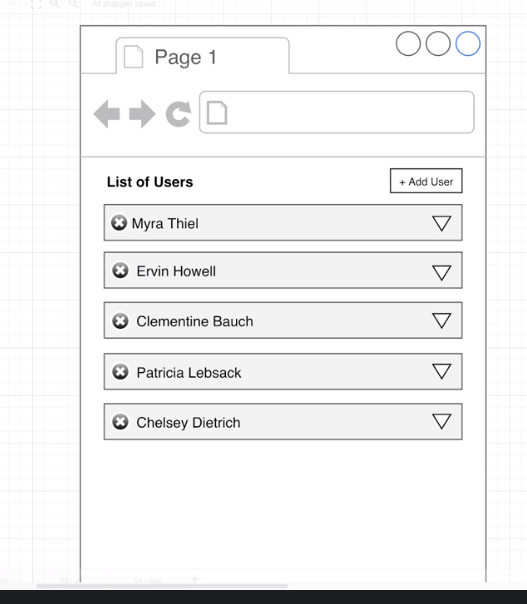 All changes saved
Page 1
List of Users
+ Add User
Myra Thiel
Ervin Howell
Clementine Bauch
Patricia Lebsack
Chelsey Dietrich